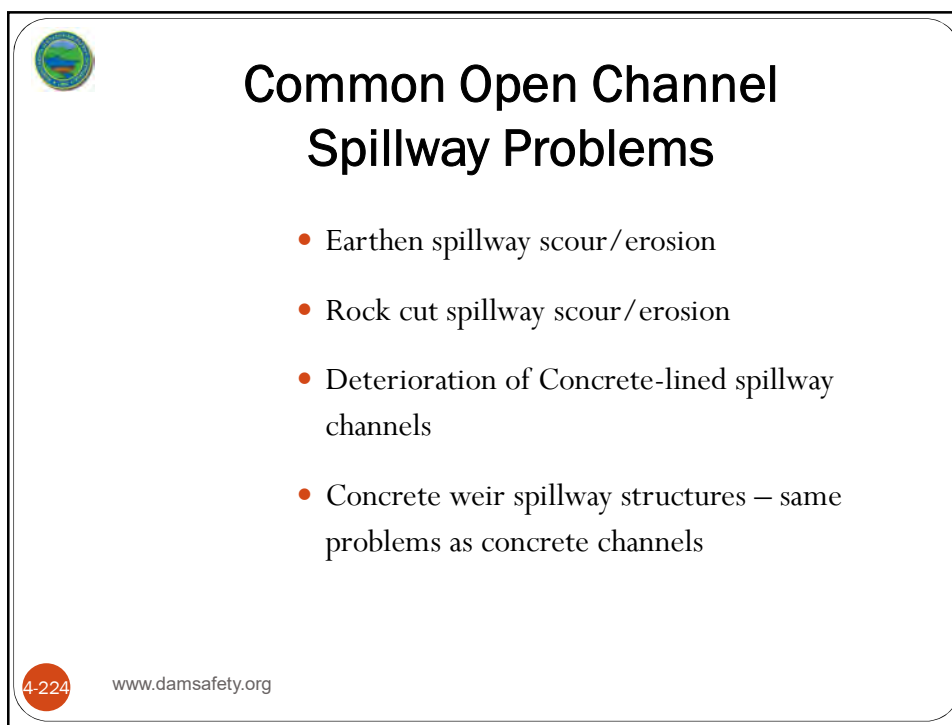 Common Open Channel
Spillway Problems
• Earthen spillway scour/erosion
• Rock cut spillway scour/erosion
• Deterioration of Concrete-lined spillway
channels
• Concrete weir spillway structures – same
problems as concrete channels
4-224
www.damsafety.org